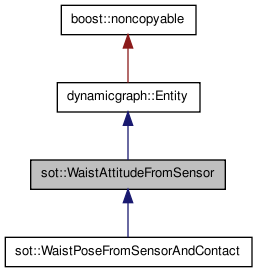 boost::noncopyable
dynamicgraph::Entity
sot::WaistAttitudeFromSensor
sot::WaistPoseFromSensorAndContact